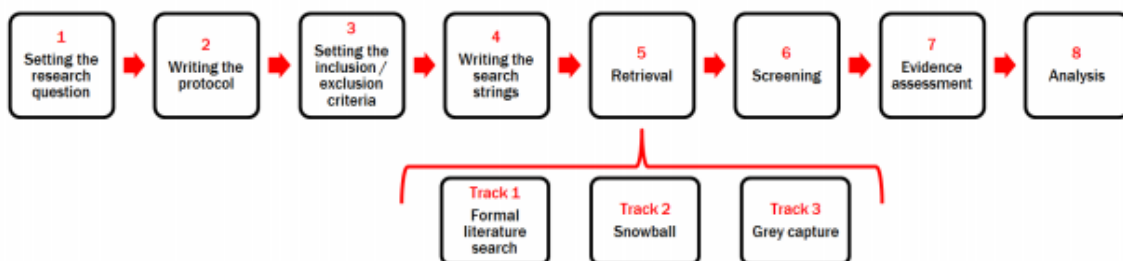 1
Setting the
research
question
2
Writing the
protocol
3
Setting the
inclusion /
exclusion
criteria
4
Writing the
search
strings
5
Retrieval
6
Screening
7
Evidence
assessment
8
Analysis
Track 1
Formal
literature
search
Track 2
Snowball
Track 3
Grey capture